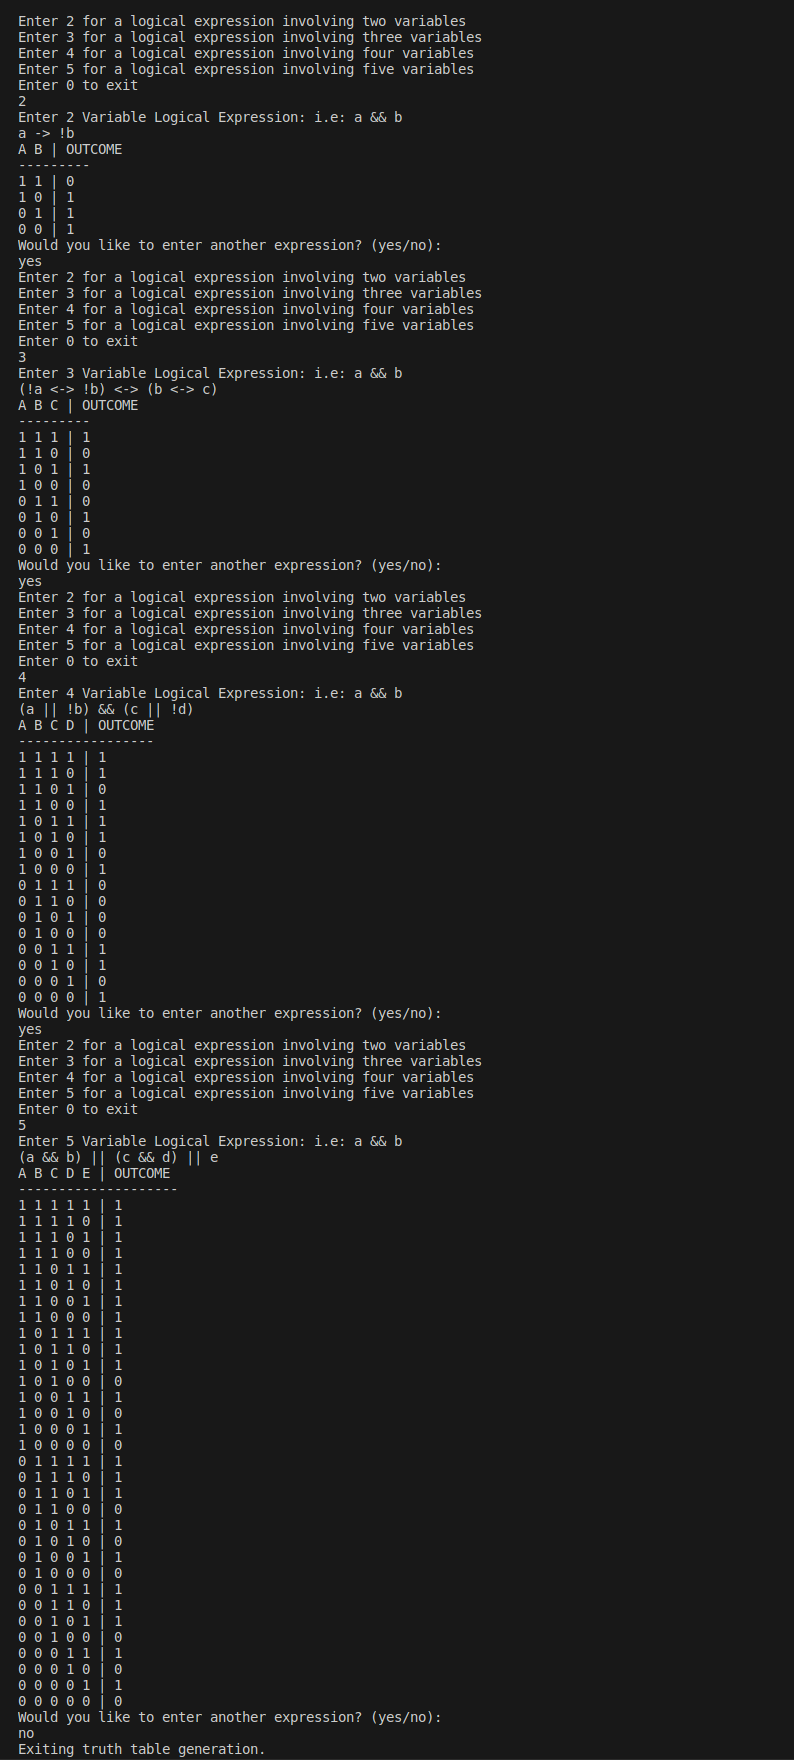 Enter 2 for a logical expression involving two variables
Enter 3 for a logical expression involving three variables
Enter 4 for a logical expression involving four variables
Enter 5 for a logical expression involving five variables
Enter 0 to exit
2
Enter 2 Variable Logical Expression: i.e: a && b
a -> !b
A B | OUTCOME
---------
1 1 | 0
1 0 | 1
0 1 | 1
0 0 | 1
Would you like to enter another expression? (yes/no):
yes
Enter 2 for a logical expression involving two variables
Enter 3 for a logical expression involving three variables
Enter 4 for a logical expression involving four variables
Enter 5 for a logical expression involving five variables
Enter 0 to exit
3
Enter 3 Variable Logical Expression: i.e: a && b
(!a <-> !b) <-> (b <-> c)
A B C | OUTCOME
---------
1 1 1 | 1
1 1 0 | 0
1 0 1 | 1
1 0 0 | 0
0 1 1 | 0
0 1 0 | 1
0 0 1 | 0
0 0 0 | 1
Would you like to enter another expression? (yes/no):
yes
Enter 2 for a logical expression involving two variables
Enter 3 for a logical expression involving three variables
Enter 4 for a logical expression involving four variables
Enter 5 for a logical expression involving five variables
Enter 0 to exit
4
Enter 4 Variable Logical Expression: i.e: a && b
(a || !b) && (c || !d)
A B C D | OUTCOME
-----------------
1 1 1 1 | 1
1 1 1 0 | 1
1 1 0 1 | 0
1 1 0 0 | 1
1 0 1 1 | 1
1 0 1 0 | 1
1 0 0 1 | 0
1 0 0 0 | 1
0 1 1 1 | 0
0 1 1 0 | 0
0 1 0 1 | 0
0 1 0 0 | 0
0 0 1 1 | 1
0 0 1 0 | 1
0 0 0 1 | 0
0 0 0 0 | 1
Would you like to enter another expression? (yes/no):
yes
Enter 2 for a logical expression involving two variables
Enter 3 for a logical expression involving three variables
Enter 4 for a logical expression involving four variables
Enter 5 for a logical expression involving five variables
Enter 0 to exit
5
Enter 5 Variable Logical Expression: i.e: a && b
(a && b) || (c && d) || e
A B C D E | OUTCOME
--------------------
1 1 1 1 1 | 1
1 1 1 1 0 | 1
1 1 1 0 1 | 1
1 1 1 0 0 | 1
1 1 0 1 1 | 1
1 1 0 1 0 | 1
1 1 0 0 1 | 1
1 1 0 0 0 | 1
1 0 1 1 1 | 1
1 0 1 1 0 | 1
1 0 1 0 1 | 1
1 0 1 0 0 | 0
1 0 0 1 1 | 1
1 0 0 1 0 | 0
1 0 0 0 1 | 1
1 0 0 0 0 | 0
0 1 1 1 1 | 1
0 1 1 1 0 | 1
0 1 1 0 1 | 1
0 1 1 0 0 | 0
0 1 0 1 1 | 1
0 1 0 1 0 | 0
0 1 0 0 1 | 1
0 1 0 0 0 | 0
0 0 1 1 1 | 1
0 0 1 1 0 | 1
0 0 1 0 1 | 1
0 0 1 0 0 | 0
0 0 0 1 1 | 1
0 0 0 1 0 | 0
0 0 0 0 1 | 1
0 0 0 0 0 | 0
Would you like to enter another expression? (yes/no):
no
Exiting truth table generation.